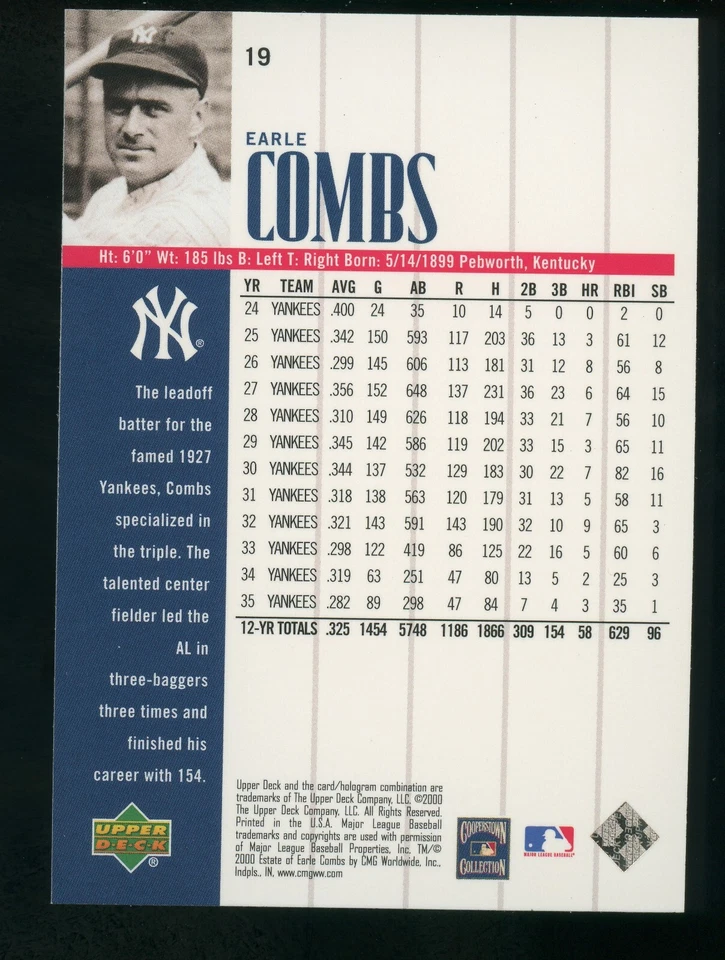 NY
19
EARLE
COMBS
Ht: 6'0" Wt: 185 lbs B: Left T: Right Born: 5/14/1899 Pebworth, Kentucky
NY ®
The leadoff
batter for the
famed 1927
Yankees, Combs
specialized in
the triple. The
talented center
fielder led the
AL in
three-baggers
three times and
finished his
career with 154.
YR TEAM AVG G AB R H 2B 3B HR RBI SB
24 YANKEES .400 24 35 10 14 5 0 0 2 0
25 YANKEES .342 150 593 117 203 36 13 3 61 12
26 YANKEES .299 145 606 113 181 31 12 8 56 8
27 YANKEES .356 152 648 137 231 36 23 6 64 15
28 YANKEES .310 149 626 118 194 33 21 7 56 10
29 YANKEES .345 142 586 119 202 33 15 3 65 11
30 YANKEES .344 137 532 129 183 30 22 7 82 16
31 YANKEES .318 138 563 120 179 31 13 5 58 11
32 YANKEES .321 143 591 143 190 32 10 9 65 3
33 YANKEES .298 122 419 86 125 22 16 5 60 6
34 YANKEES .319 63 251 47 80 13 5 2 25 3
35 YANKEES .282 89 298 47 84 7 4 3 35 1
12-YR TOTALS .325 1454 5748 1186 1866 309 154 58 629 96
Upper Deck and the card/hologram combination are
trademarks of The Upper Deck Company, LLC. ©2000
The Upper Deck Company, LLC. All Rights Reserved.
Printed in the U.S.A. Major League Baseball
trademarks and copyrights are used with permission
of Major League Baseball Properties, Inc. TM/©
2000 Estate of Earle Combs by CMG Worldwide, Inc.,
Indpls., IN, www.cmgww.com
UPPER
DECK
®
COOPERSTOWN
COLLECTION
MAJOR LEAGUE BASEBALL